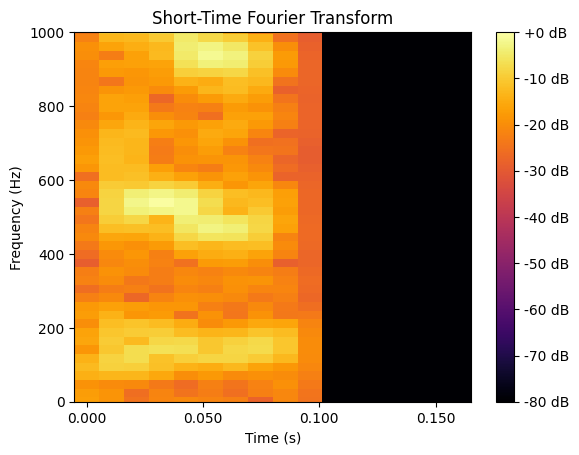 Short-Time Fourier Transform
1000
800
600
400
200
0
Frequency (Hz)
0.000
0.050
0.100
0.150
Time (s)
+0 dB
-10 dB
-20 dB
-30 dB
-40 dB
-50 dB
-60 dB
-70 dB
-80 dB